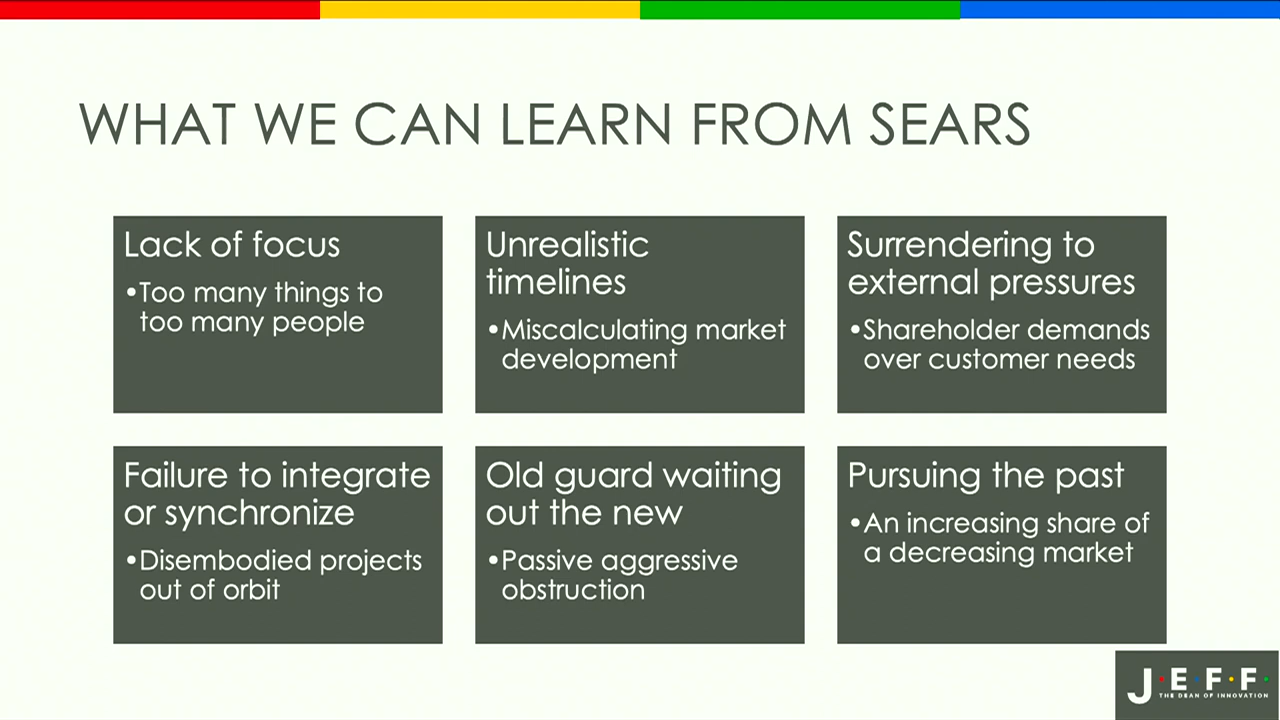 WHAT WE CAN LEARN FROM SEARS
Lack of focus
•Too many things to
too many people
Unrealistic
timelines
•Miscalculating market
development
Surrendering to
external pressures
•Shareholder demands
over customer needs
Failure to integrate
or synchronize
•Disembodied projects
out of orbit
Old guard waiting
out the new
•Passive aggressive
obstruction
Pursuing the past
•An increasing share of
a decreasing market
J•E•F•F•
THE DEAN OF INNOVATION